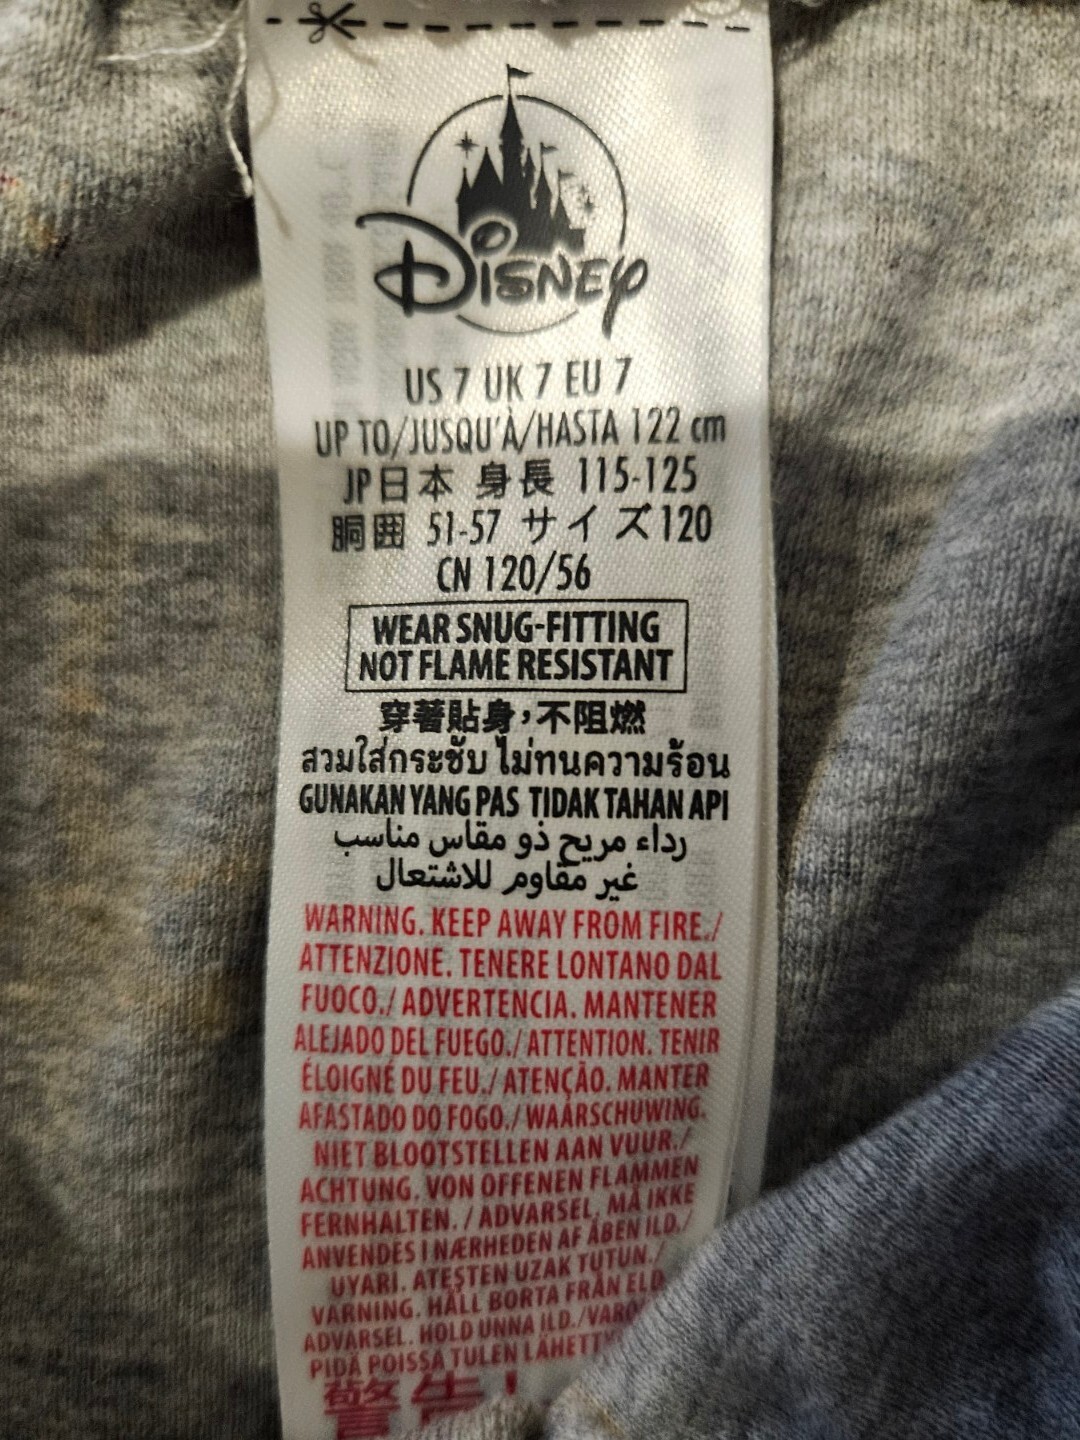 Disney
US 7 UK 7 EU 7
UP TO/JUSQU'À/HASTA 122 cm
JP日本 身長 115-125
胴囲 51-57 サイズ120
CN 120/56
WEAR SNUG-FITTING
NOT FLAME RESISTANT
穿著貼身，不阻燃
สวมใส่กระชับ ไม่ทนความร้อน
GUNAKAN YANG PAS TIDAK TAHAN API
رداء مريح ذو مقاس مناسب
غير مقاوم للاشتعال
WARNING. KEEP AWAY FROM FIRE./
ATTENZIONE. TENERE LONTANO DAL
FUOCO./ ADVERTENCIA. MANTENER
ALEJADO DEL FUEGO./ ATTENTION. TENIR
ÉLOIGNÉ DU FEU./ ATENÇÃO. MANTER
AFASTADO DO FOGO./ WAARSCHUWING.
NIET BLOOTSTELLEN AAN VUUR./
ACHTUNG. VON OFFENEN FLAMMEN
FERNHALTEN. / ADVARSEL, MÅ IKKE
ANVENDES I NÆRHEDEN AF ÅBEN ILD./
UYARI. ATEŞTEN UZAK TUTUN./
VARNING. HÅLL BORTA FRÅN ELD
ADVARSEL. HOLD UNNA ILD./VARO
PIDÄ POISSA TULEN LÄHETTY
警告！